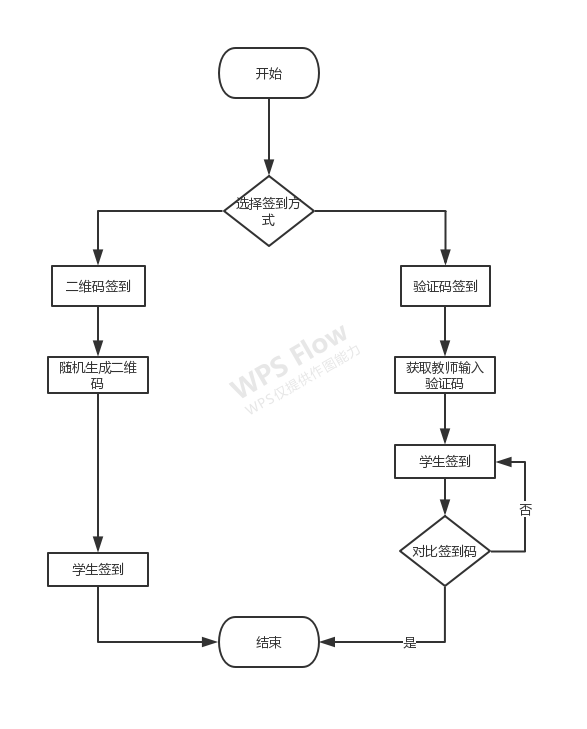 开始
选择签到方
式
二维码签到
验证码签到
随机生成二维
码
获取教师输入
验证码
WPS Flow
WPS仅提供作图能力
学生签到
否
对比签到码
学生签到
结束
是